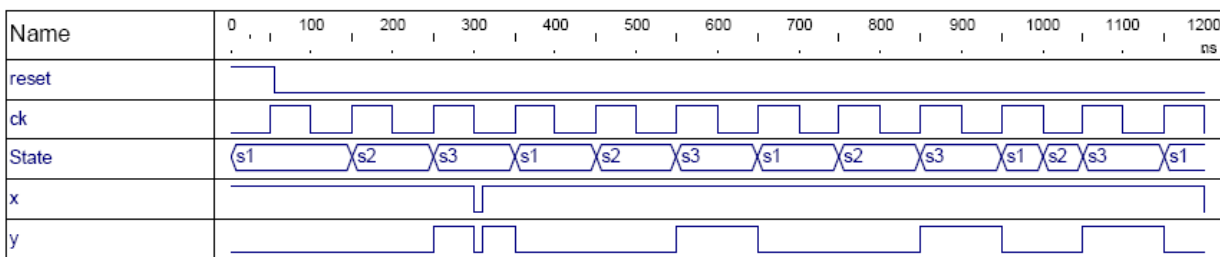 Name 0 100 200 300 400 500 600 700 800 900 1000 1100 1200
ns
reset
ck
State s1 s2 s3 s1 s2 s3 s1 s2 s3 s1 s2 s3 s1
x
y